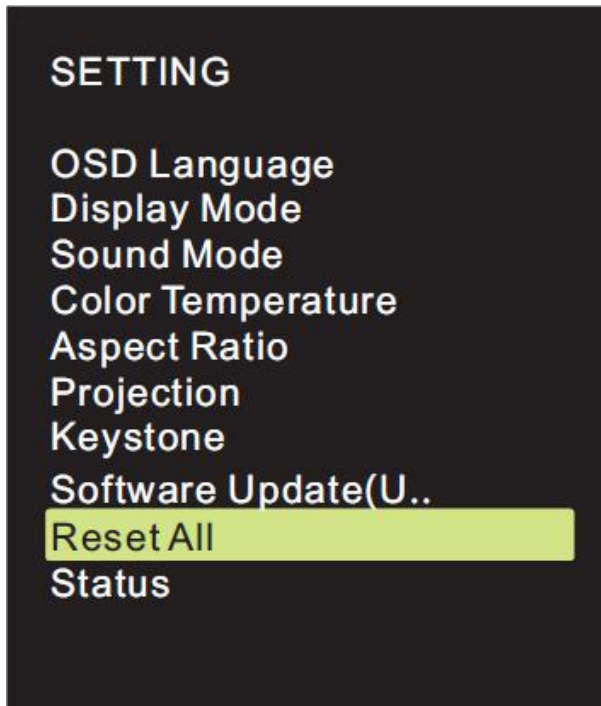 SETTING
OSD Language
Display Mode
Sound Mode
Color Temperature
Aspect Ratio
Projection
Keystone
Software Update(U..
Reset All
Status